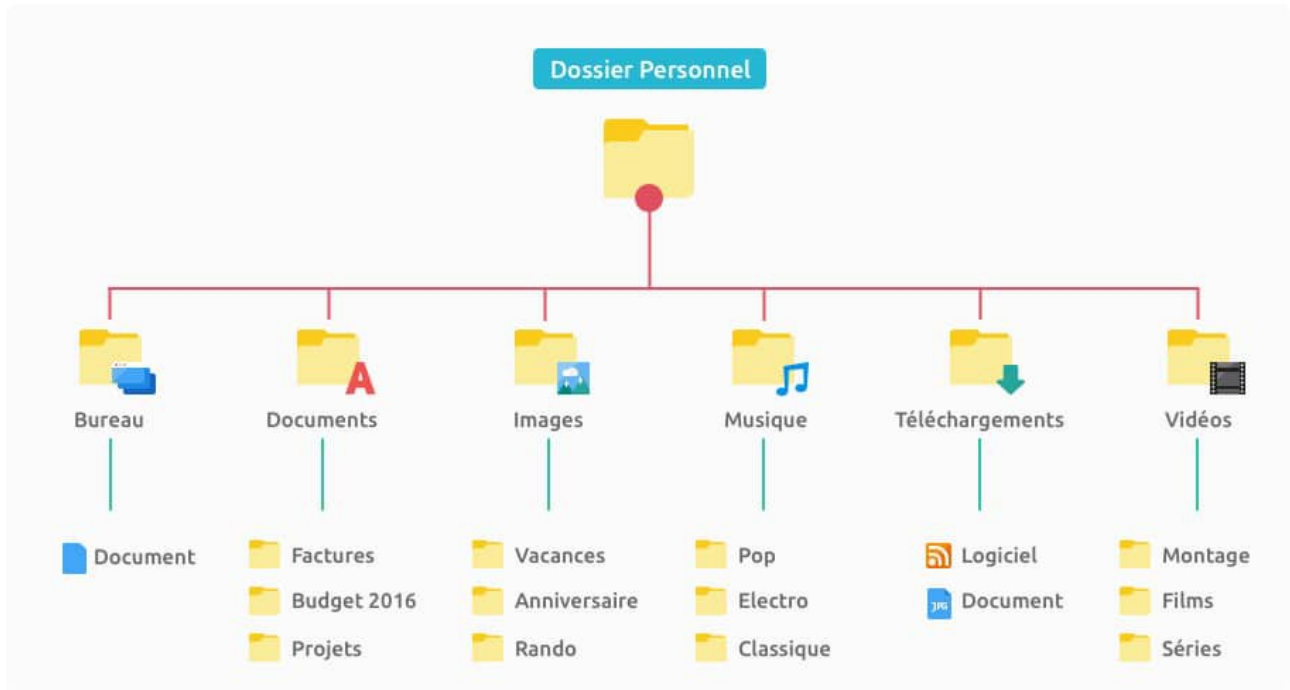 Dossier Personnel
Bureau
Documents
Images
Musique
Téléchargements
Vidéos
Document
Factures
Budget 2016
Projets
Vacances
Anniversaire
Rando
Pop
Electro
Classique
Logiciel
JPG
Document
Montage
Films
Séries